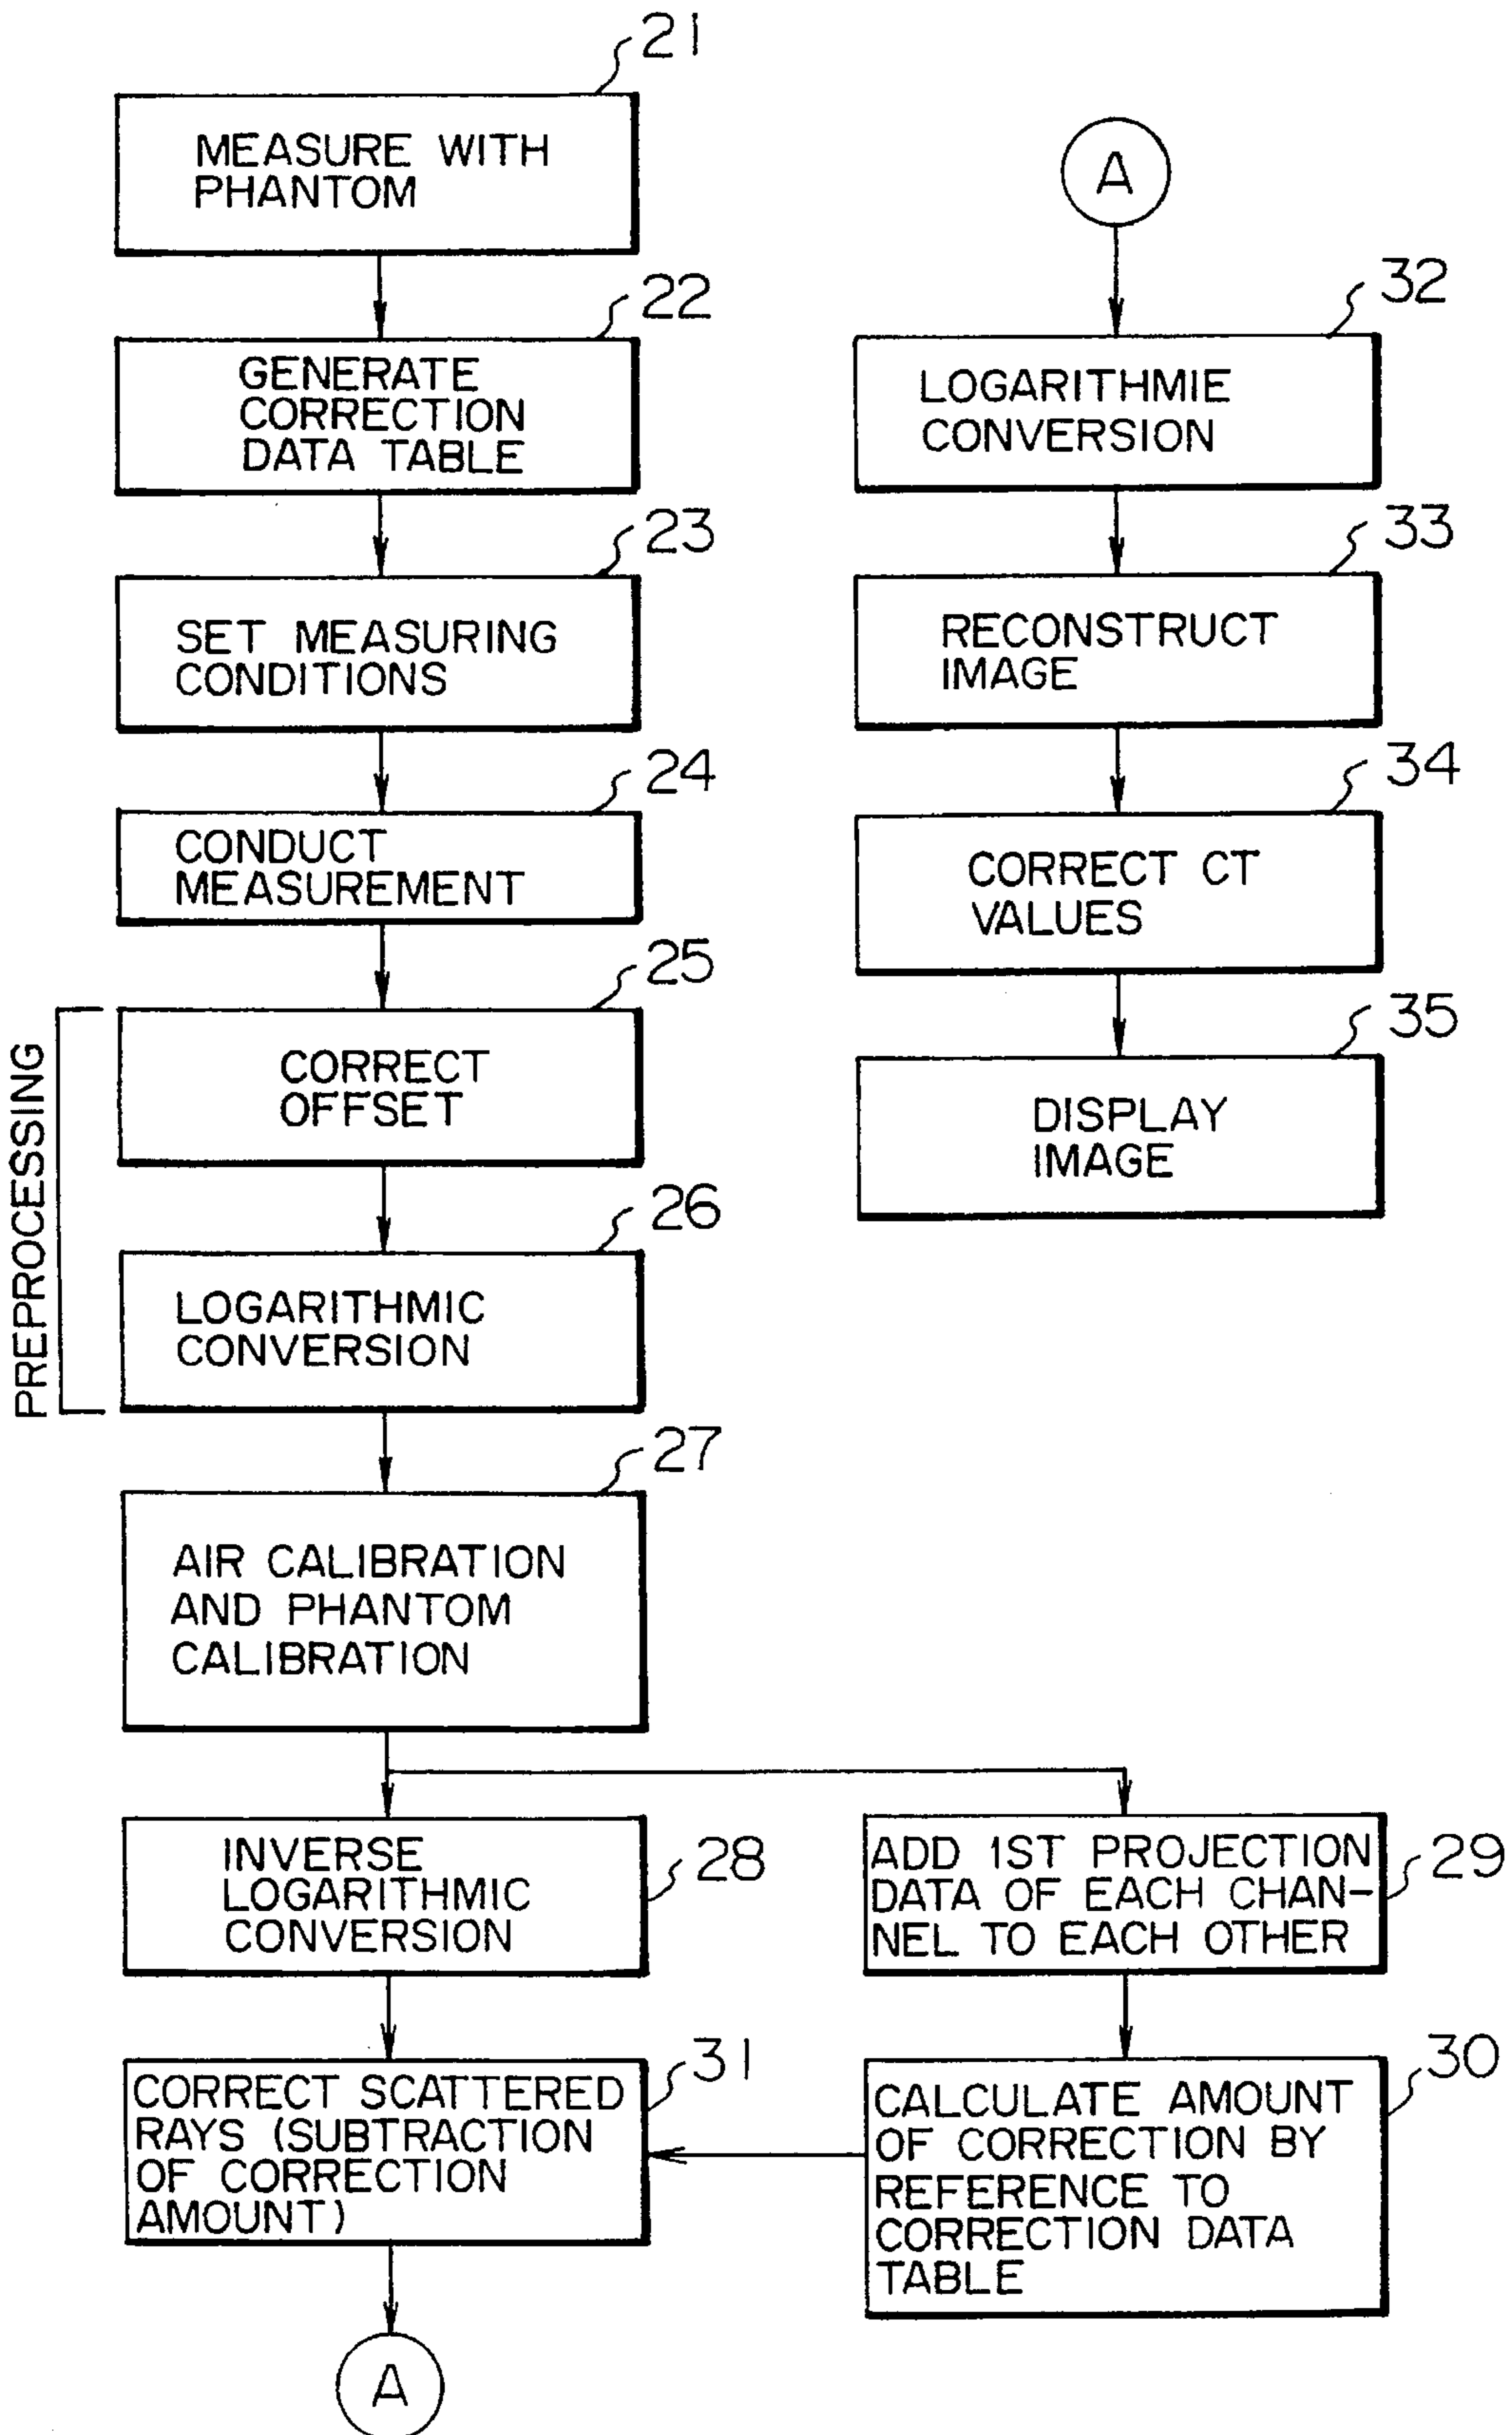 21
MEASURE WITH
PHANTOM
22
GENERATE
CORRECTION
DATA TABLE
23
SET MEASURING
CONDITIONS
24
CONDUCT
MEASUREMENT
PREPROCESSING
25
CORRECT
OFFSET
26
LOGARITHMIC
CONVERSION
27
AIR CALIBRATION
AND PHANTOM
CALIBRATION
28
INVERSE
LOGARITHMIC
CONVERSION
29
ADD 1ST PROJECTION
DATA OF EACH CHAN-
NEL TO EACH OTHER
30
CALCULATE AMOUNT
OF CORRECTION BY
REFERENCE TO
CORRECTION DATA
TABLE
31
CORRECT SCATTERED
RAYS (SUBTRACTION
OF CORRECTION
AMOUNT)
A
A
32
LOGARITHMIE
CONVERSION
33
RECONSTRUCT
IMAGE
34
CORRECT CT
VALUES
35
DISPLAY
IMAGE